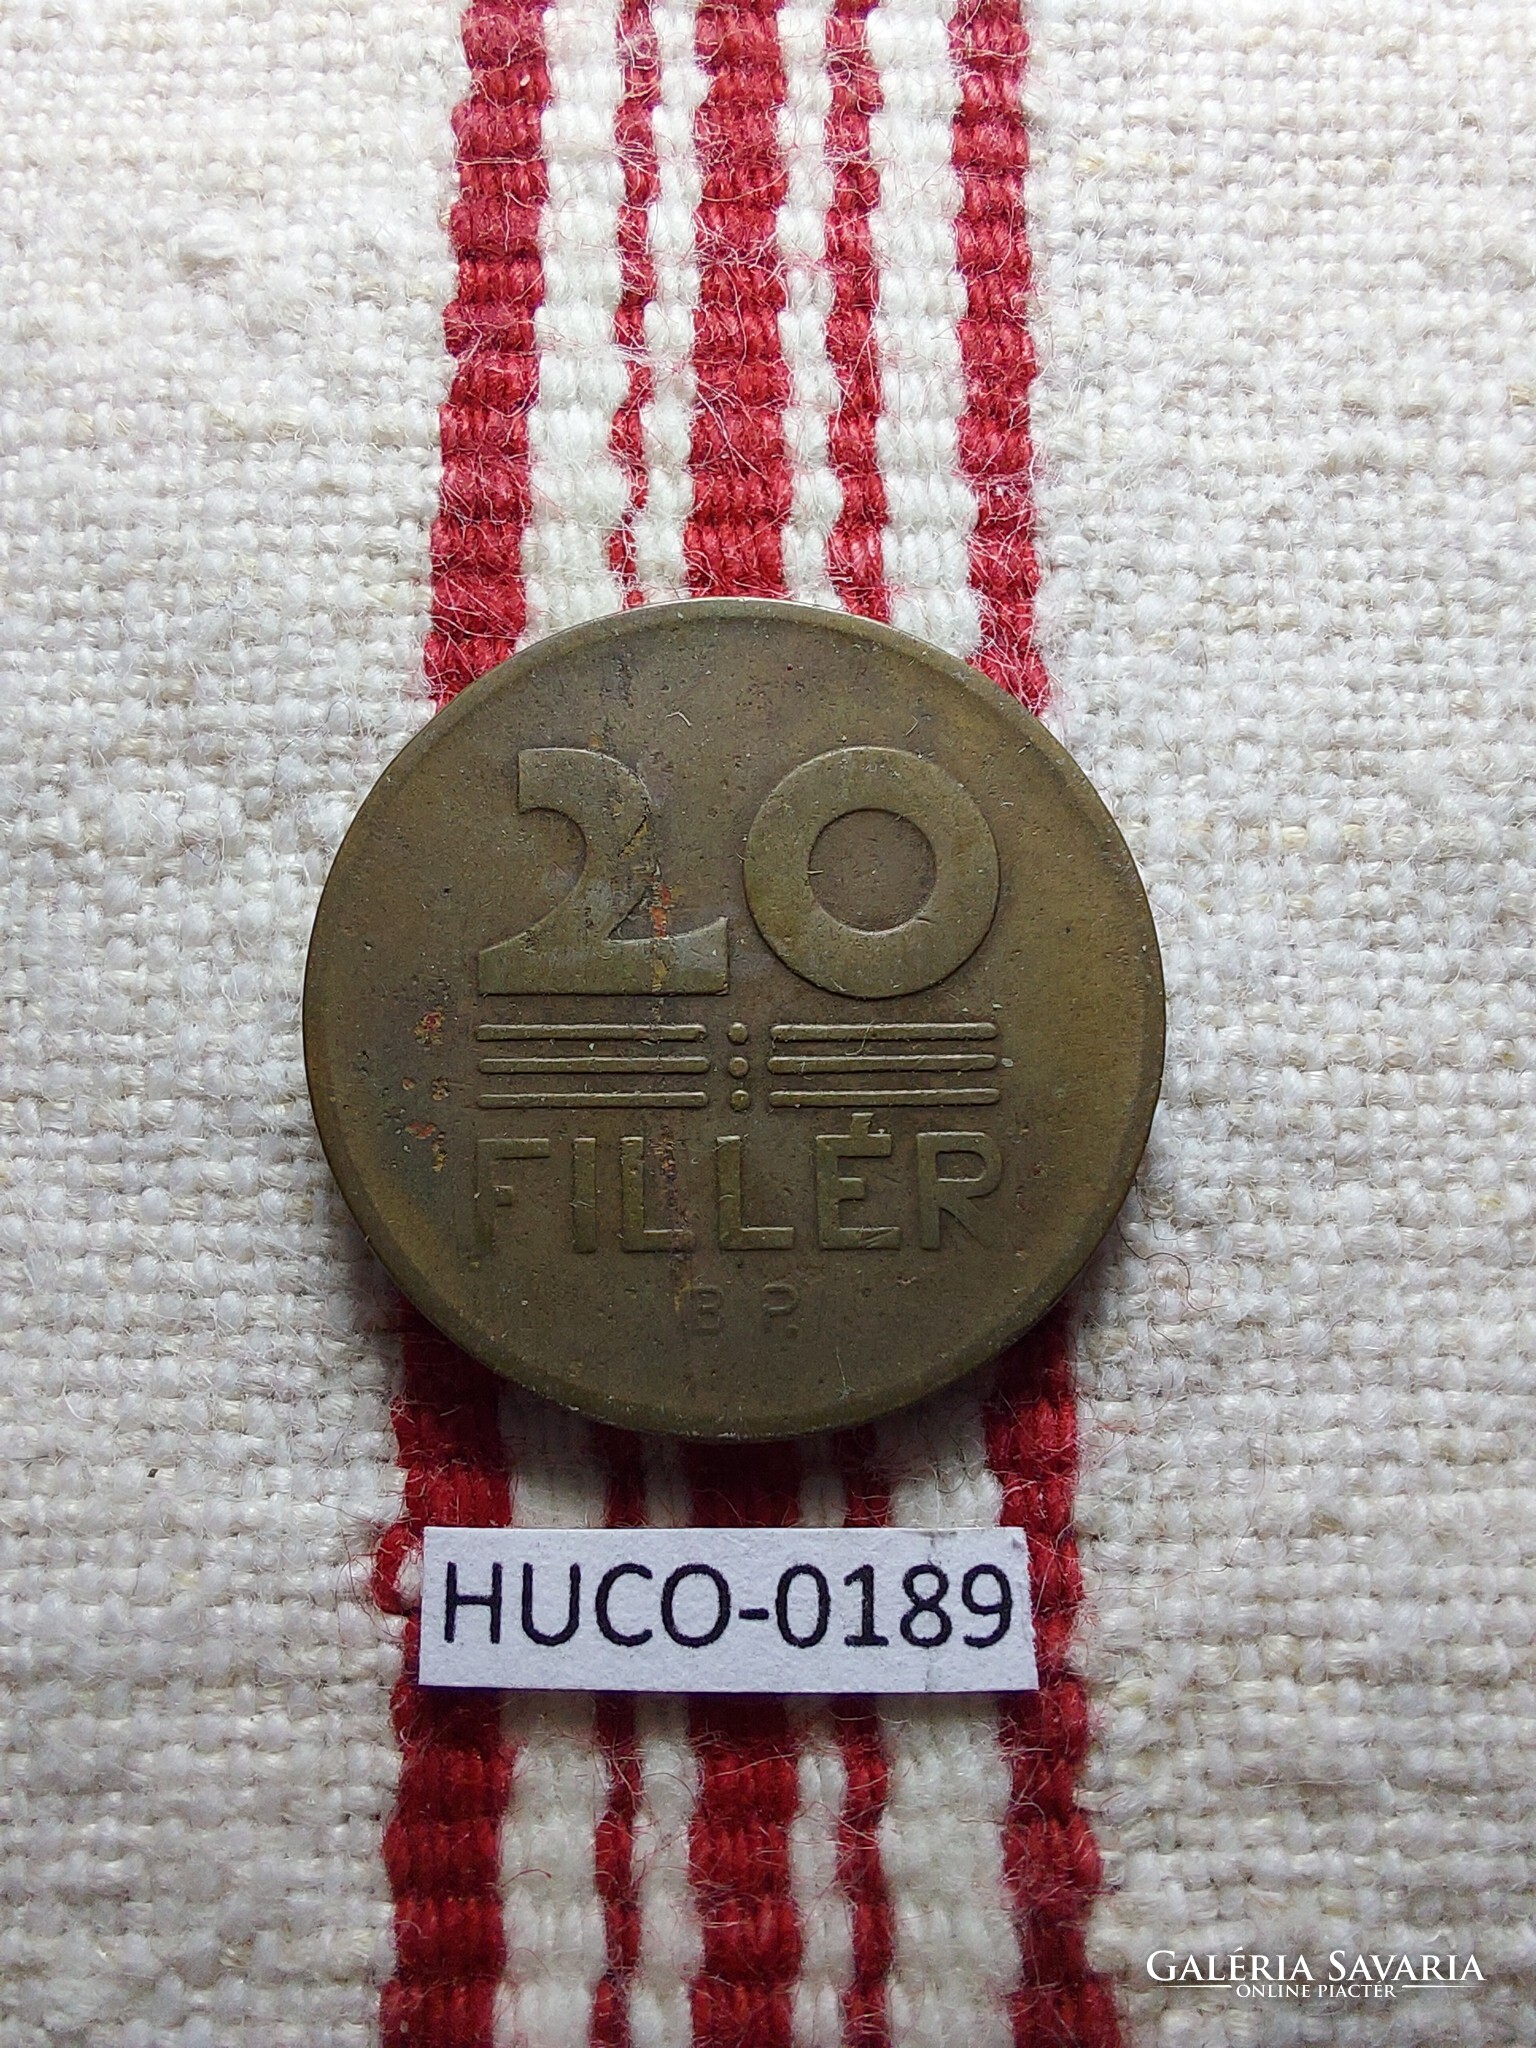 20
FILLÉR
BP.
HUCO-0189
GALÉRIA SAVARIA
ONLINE PIACTÉR